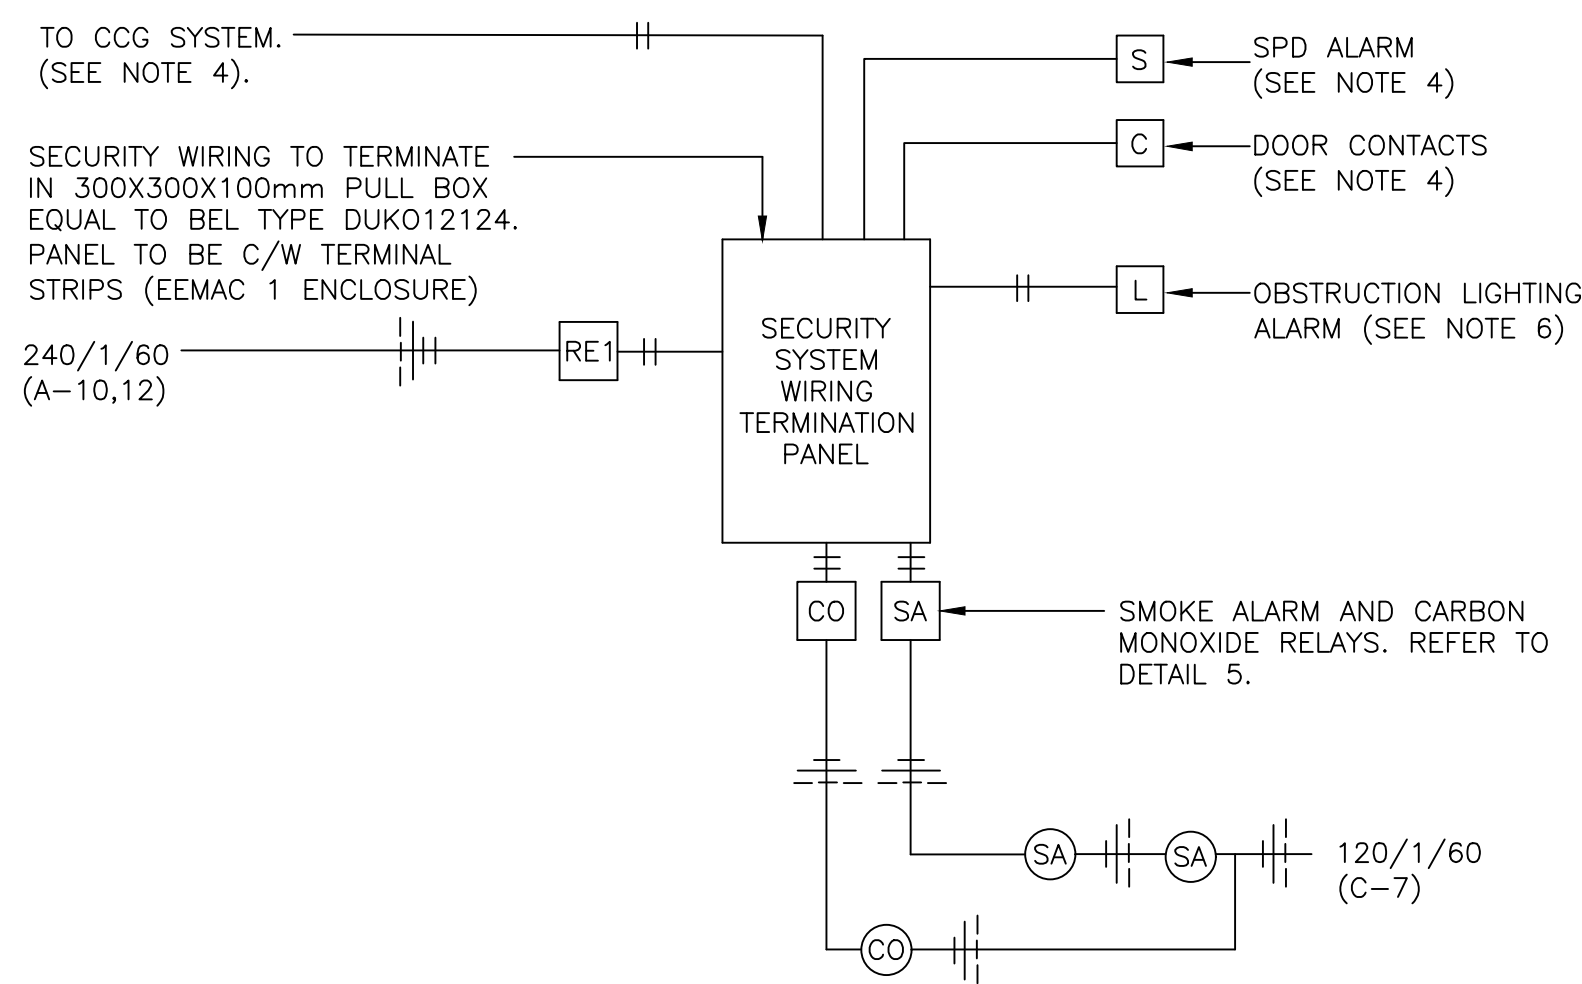 TO CCG SYSTEM.
(SEE NOTE 4).
SECURITY WIRING TO TERMINATE
IN 300X300X100mm PULL BOX
EQUAL TO BEL TYPE DUKO12124.
PANEL TO BE C/W TERMINAL
STRIPS (EEMAC 1 ENCLOSURE)
240/1/60
(A-10,12)
RE1
SECURITY
SYSTEM
WIRING
TERMINATION
PANEL
S
SPD ALARM
(SEE NOTE 4)
C
DOOR CONTACTS
(SEE NOTE 4)
L
OBSTRUCTION LIGHTING
ALARM (SEE NOTE 6)
CO
SA
SMOKE ALARM AND CARBON
MONOXIDE RELAYS. REFER TO
DETAIL 5.
SA
SA
120/1/60
(C-7)
CO